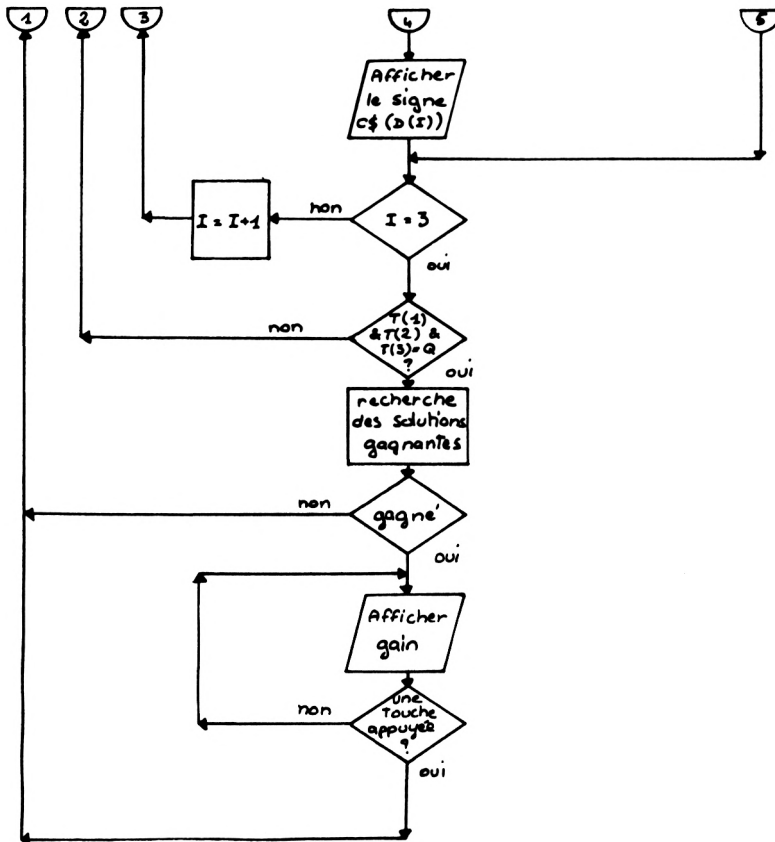 1 2 3 4 5
Afficher
le signe
C$ (D(I))
I = I+1
non
I = 3
oui
non
T(1)
& T(2) &
T(3)=Q
?
oui
recherche
des solutions
gagnantes
non
gagné
oui
Afficher
gain
non
une
touche
appuyée
?
oui